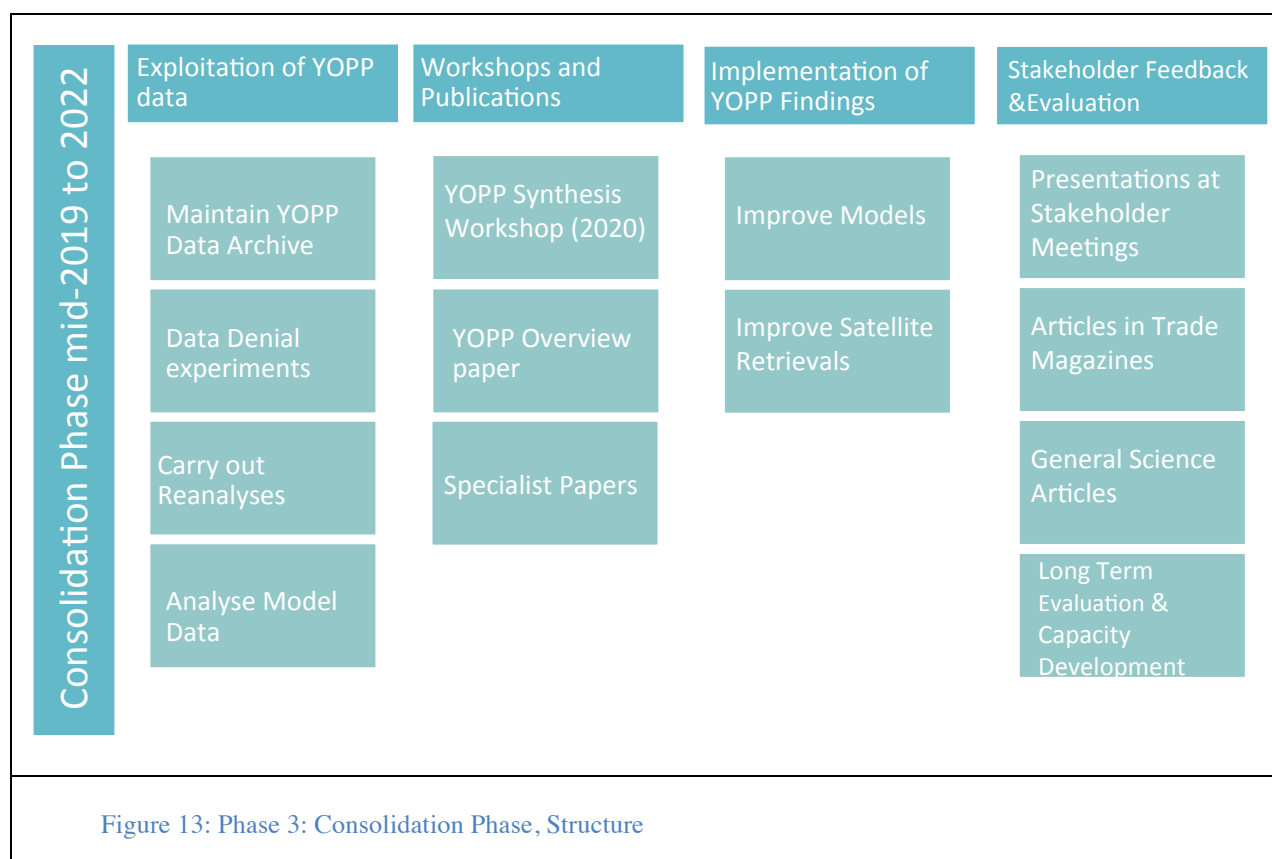 Consolidation Phase mid-2019 to 2022
Exploitation of YOPP
data
Maintain YOPP
Data Archive
Data Denial
experiments
Carry out
Reanalyses
Analyse Model
Data
Workshops and
Publications
YOPP Synthesis
Workshop (2020)
YOPP Overview
paper
Specialist Papers
Implementation of
YOPP Findings
Improve Models
Improve Satellite
Retrievals
Stakeholder Feedback
&Evaluation
Presentations at
Stakeholder
Meetings
Articles in Trade
Magazines
General Science
Articles
Long Term
Evaluation &
Capacity
Development
Figure 13: Phase 3: Consolidation Phase, Structure